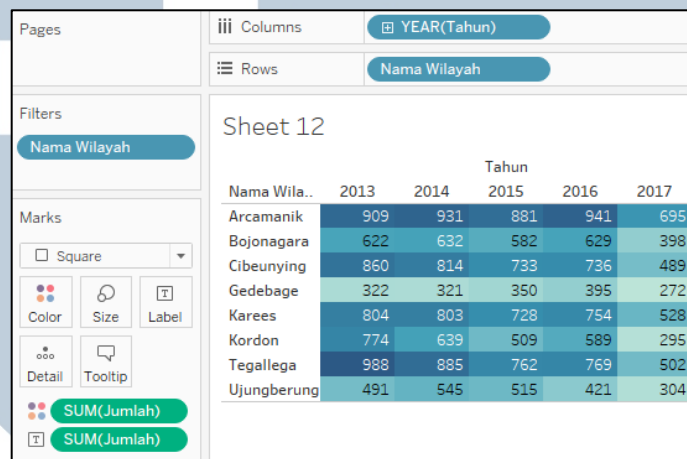 Pages
Columns
YEAR(Tahun)
Rows
Nama Wilayah
Filters
Nama Wilayah
Marks
Square
Color Size Label
Detail Tooltip
SUM(Jumlah)
SUM(Jumlah)
Sheet 12
Tahun
Nama Wila.. 2013 2014 2015 2016 2017
Arcamanik 909 931 881 941 695
Bojonagara 622 632 582 629 398
Cibeunying 860 814 733 736 489
Gedebage 322 321 350 395 272
Karees 804 803 728 754 528
Kordon 774 639 509 589 295
Tegallega 988 885 762 769 502
Ujungberung 491 545 515 421 304